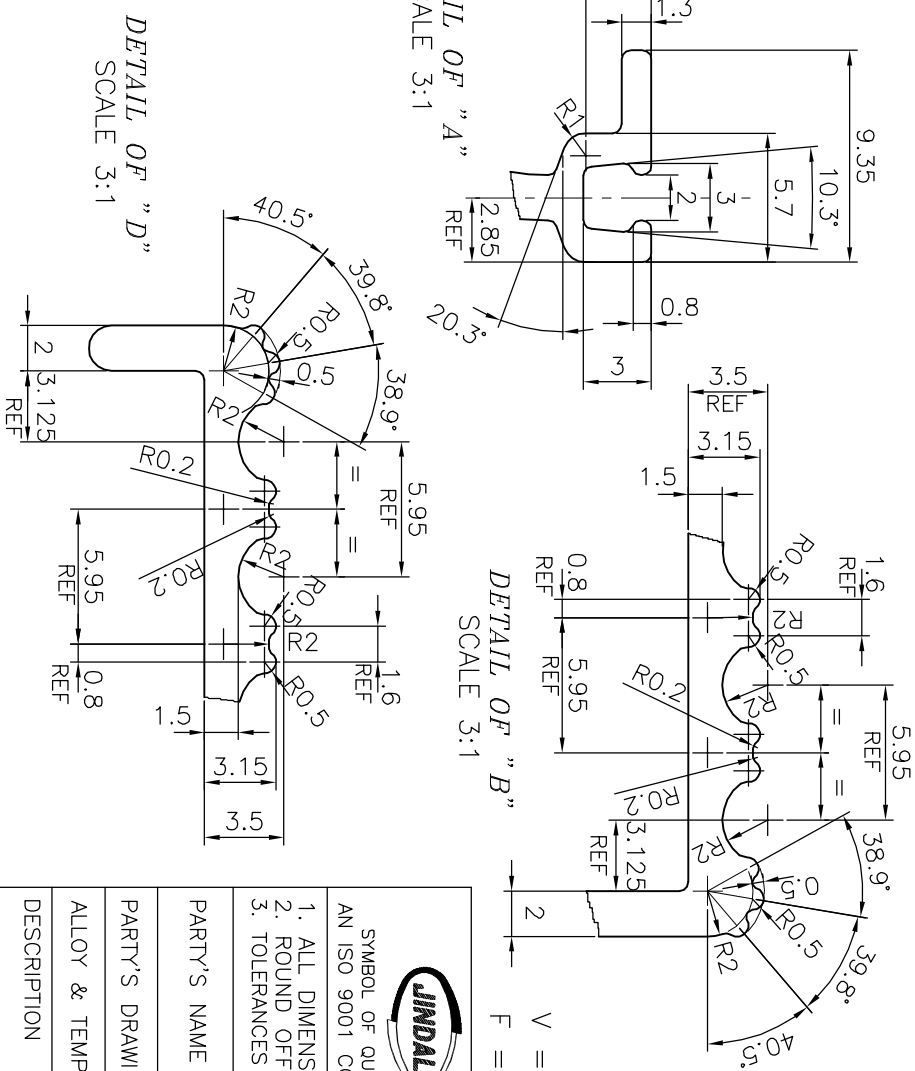 1.3
9.35
10.3°
5.7
3
2
R1
2.85
REF
20.3°
0.8
3
SCALE 3:1
DETAIL OF "D"
SCALE 3:1
40.5°
39.8°
38.9°
R2
R0.5
0.5
R2
2
3.125
REF
R0.2
=
=
5.95
R0.2
R2
R0.5
R2
R0.5
1.6
REF
5.95
REF
0.8
REF
1.5
3.15
3.5
3.5
REF
3.15
1.5
R0.5
1.6
REF
R2
R0.5
0.8
REF
5.95
REF
R0.2
R0.2
R2
=
=
5.95
REF
3.125
REF
R2
38.9°
0.5
R0.5
39.8°
R2
40.5°
2
DETAIL OF "B"
SCALE 3:1
V =
F =
JINDAL
SYMBOL OF QU
AN ISO 9001 CO
1. ALL DIMENS
2. ROUND OFF
3. TOLERANCES
PARTY'S NAME
PARTY'S DRAWI
ALLOY & TEMP
DESCRIPTION